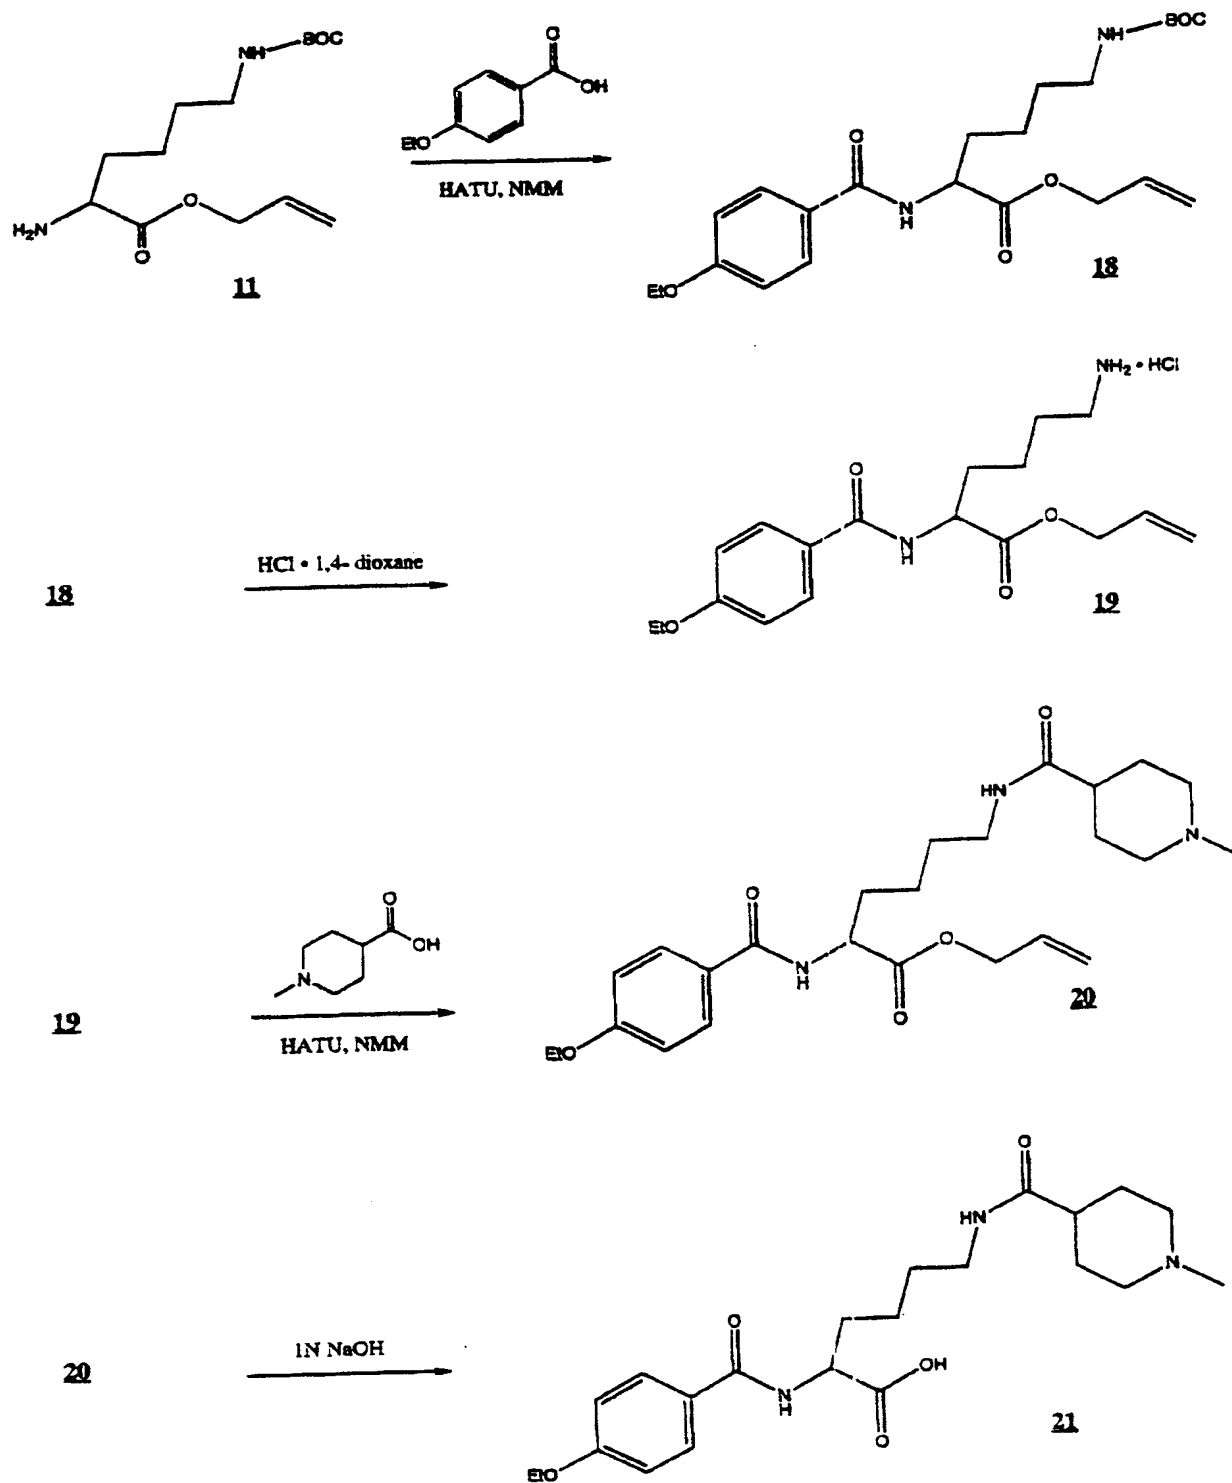 NH BOC
O
OH
EtO
HATU, NMM
H₂N
O
O
11
NH BOC
O
N
H
O
O
EtO
18
NH₂ • HCl
18
HCl • 1,4- dioxane
O
N
H
O
O
EtO
19
O
HN
N
O
OH
N
19
HATU, NMM
O
N
H
O
O
EtO
20
O
HN
N
20
1N NaOH
O
N
H
OH
O
EtO
21